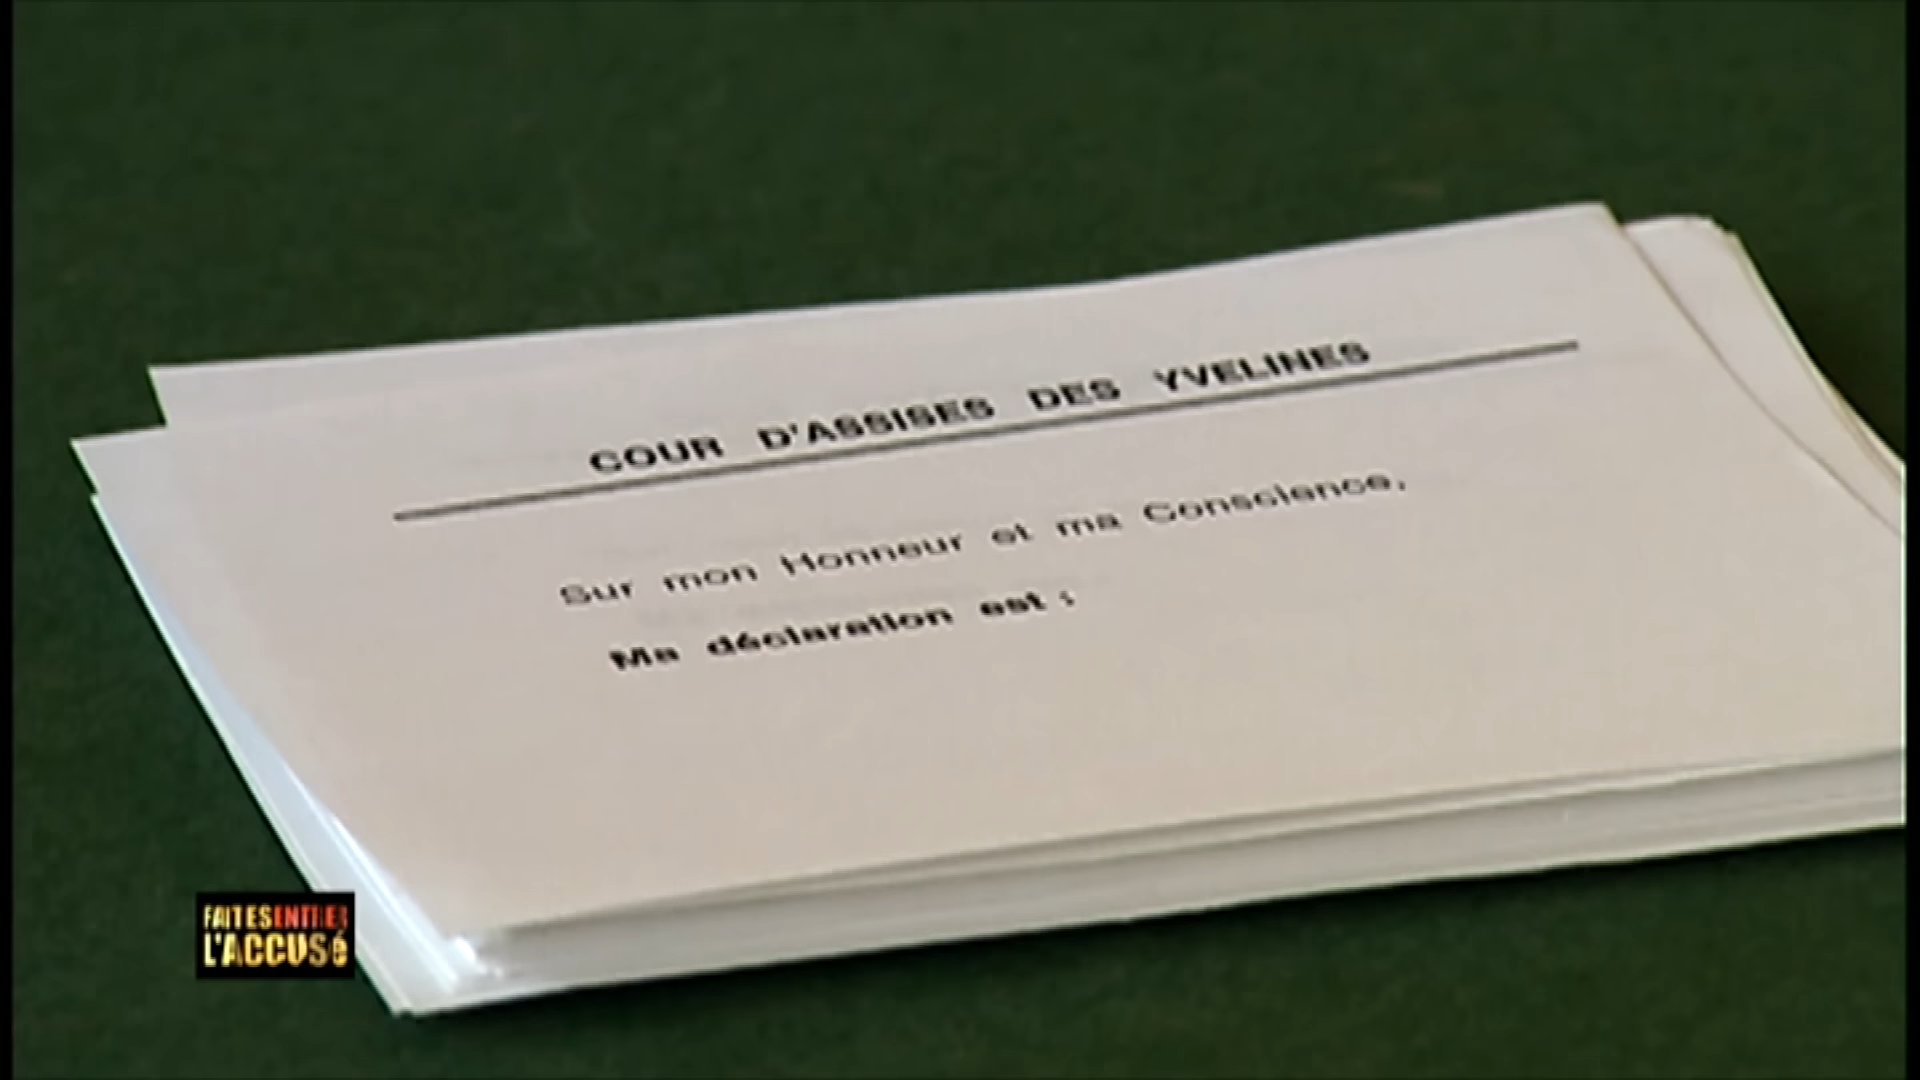 COUR D'ASSISES DES YVELINES
Sur mon Honneur et ma Conscience,
Ma déclaration est :
FAITES ENTRER
L'ACCUSÉ